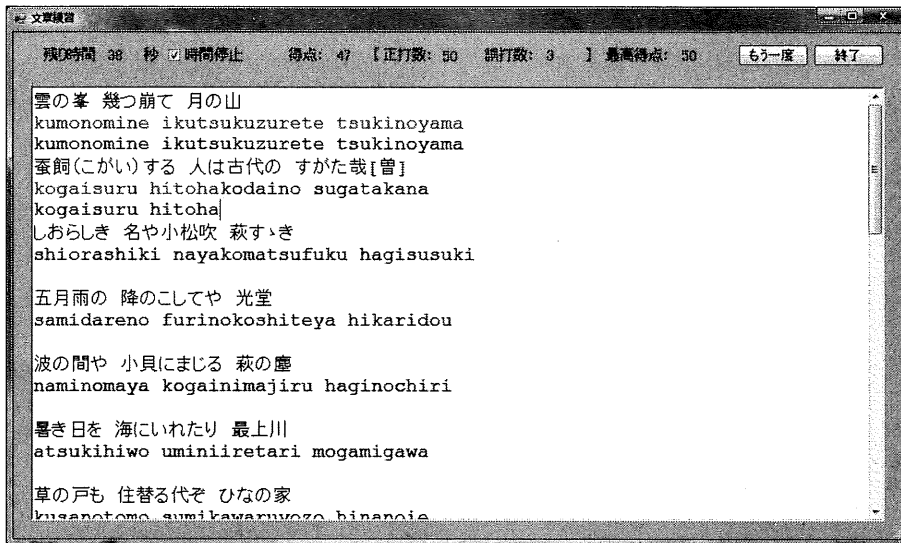 文章練習
残り時間 38 秒 時間停止 得点: 47 【 正打数: 50 誤打数: 3 】 最高得点: 50 もう一度 終了
雲の峯 幾つ崩て 月の山
kumonomine ikutsukuzurete tsukinoyama
kumonomine ikutsukuzurete tsukinoyama
蚕飼(こがい)する 人は古代の すがた哉[曽]
kogaisuru hitohakodaino sugatakana
kogaisuru hitoha
しおらしき 名や小松吹 萩すゝき
shiorashiki nayakomatsufuku hagisusuki
五月雨の 降のこしてや 光堂
samidareno furinokoshiteya hikaridou
波の間や 小貝にまじる 萩の塵
naminomaya kogainimajiru haginochiri
暑き日を 海にいれたり 最上川
atsukihiwo uminiiretari mogamigawa
草の戸も 住替る代ぞ ひなの家
kusanotomo sumikawaruyozo hinanoie